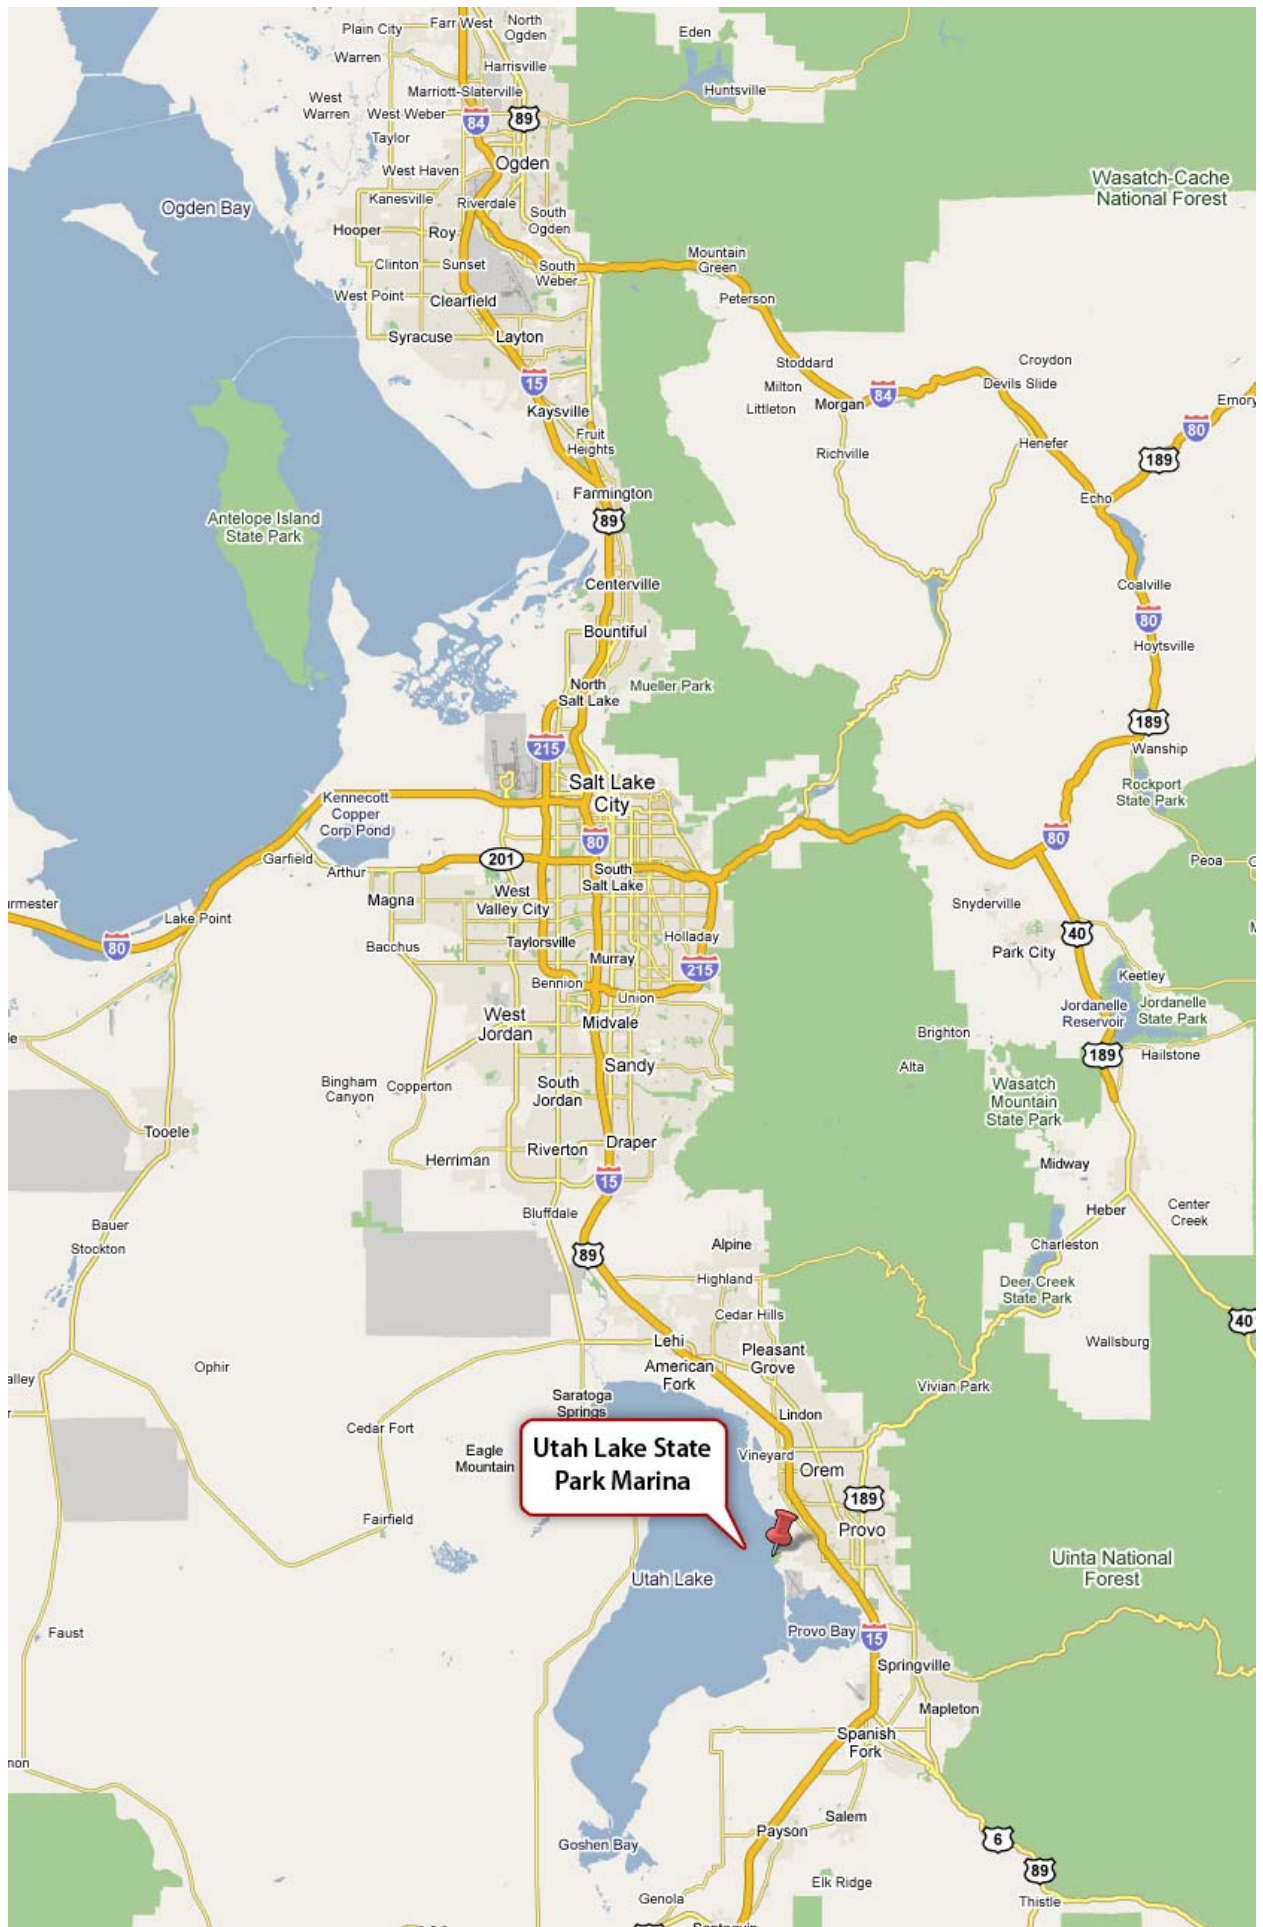 Plain City
Farr West
North
Ogden
Eden
Warren
Harrisville
Huntsville
Marriott-Slaterville
West
Warren
West Weber
84
89
Taylor
Ogden
West Haven
Wasatch-Cache
National Forest
Kanesville
Riverdale
Ogden Bay
South
Ogden
Hooper
Roy
Mountain
Green
Clinton
Sunset
South
Weber
West Point
Clearfield
Peterson
Syracuse
Layton
Stoddard
Croydon
15
Milton
Devils Slide
84
Littleton
Morgan
Emory
Kaysville
80
Fruit
Heights
Richville
Henefer
189
Farmington
Echo
89
Antelope Island
State Park
Centerville
Coalville
80
Bountiful
Hoytsville
North
Salt Lake
Mueller Park
189
215
Wanship
Salt Lake
City
Rockport
State Park
Kennecott
Copper
Corp Pond
80
80
Garfield
201
Peoa
Arthur
South
Salt Lake
West
Valley City
Magna
urmester
Snyderville
Lake Point
40
80
Bacchus
Taylorsville
Holladay
Park City
Murray
215
Keetley
Bennion
Union
Jordanelle
Reservoir
Jordanelle
State Park
West
Jordan
Midvale
le
Brighton
189
Hailstone
Sandy
Alta
Bingham
Canyon
Copperton
South
Jordan
Wasatch
Mountain
State Park
Tooele
Draper
Riverton
Herriman
Midway
15
Heber
Center
Creek
Bluffdale
Bauer
Stockton
89
Alpine
Charleston
Highland
Deer Creek
State Park
Cedar Hills
40
Lehi
Wallsburg
Pleasant
Grove
Ophir
American
Fork
alley
Vivian Park
Saratoga
Springs
Lindon
Cedar Fort
Utah Lake State
Park Marina
Eagle
Mountain
Vineyard
Orem
189
Fairfield
Provo
Uinta National
Forest
Utah Lake
Faust
Provo Bay
15
Springville
Mapleton
Spanish
Fork
non
Salem
Payson
6
Goshen Bay
89
Elk Ridge
Genola
Thistle
Santaquin